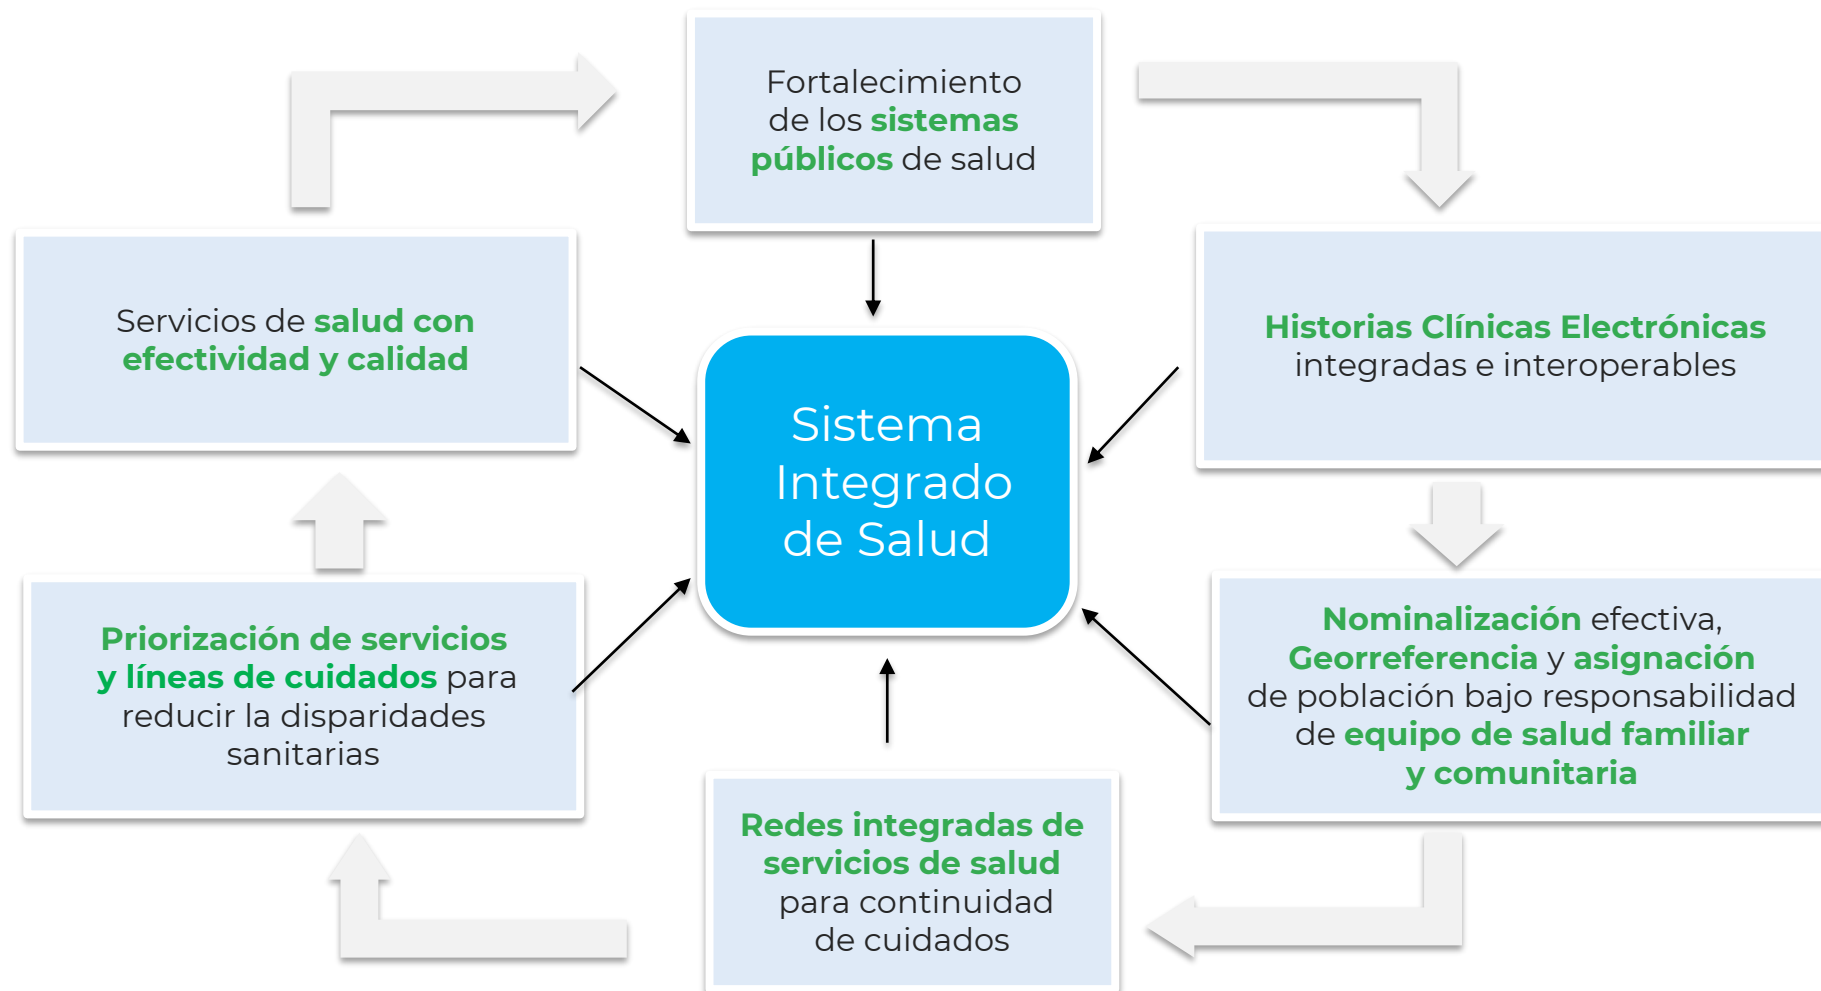 Fortalecimiento
de los sistemas
públicos de salud
Servicios de salud con
efectividad y calidad
Historias Clínicas Electrónicas
integradas e interoperables
Sistema
Integrado
de Salud
Priorización de servicios
y líneas de cuidados para
reducir la disparidades
sanitarias
Nominalización efectiva,
Georreferencia y asignación
de población bajo responsabilidad
de equipo de salud familiar
y comunitaria
Redes integradas de
servicios de salud
para continuidad
de cuidados